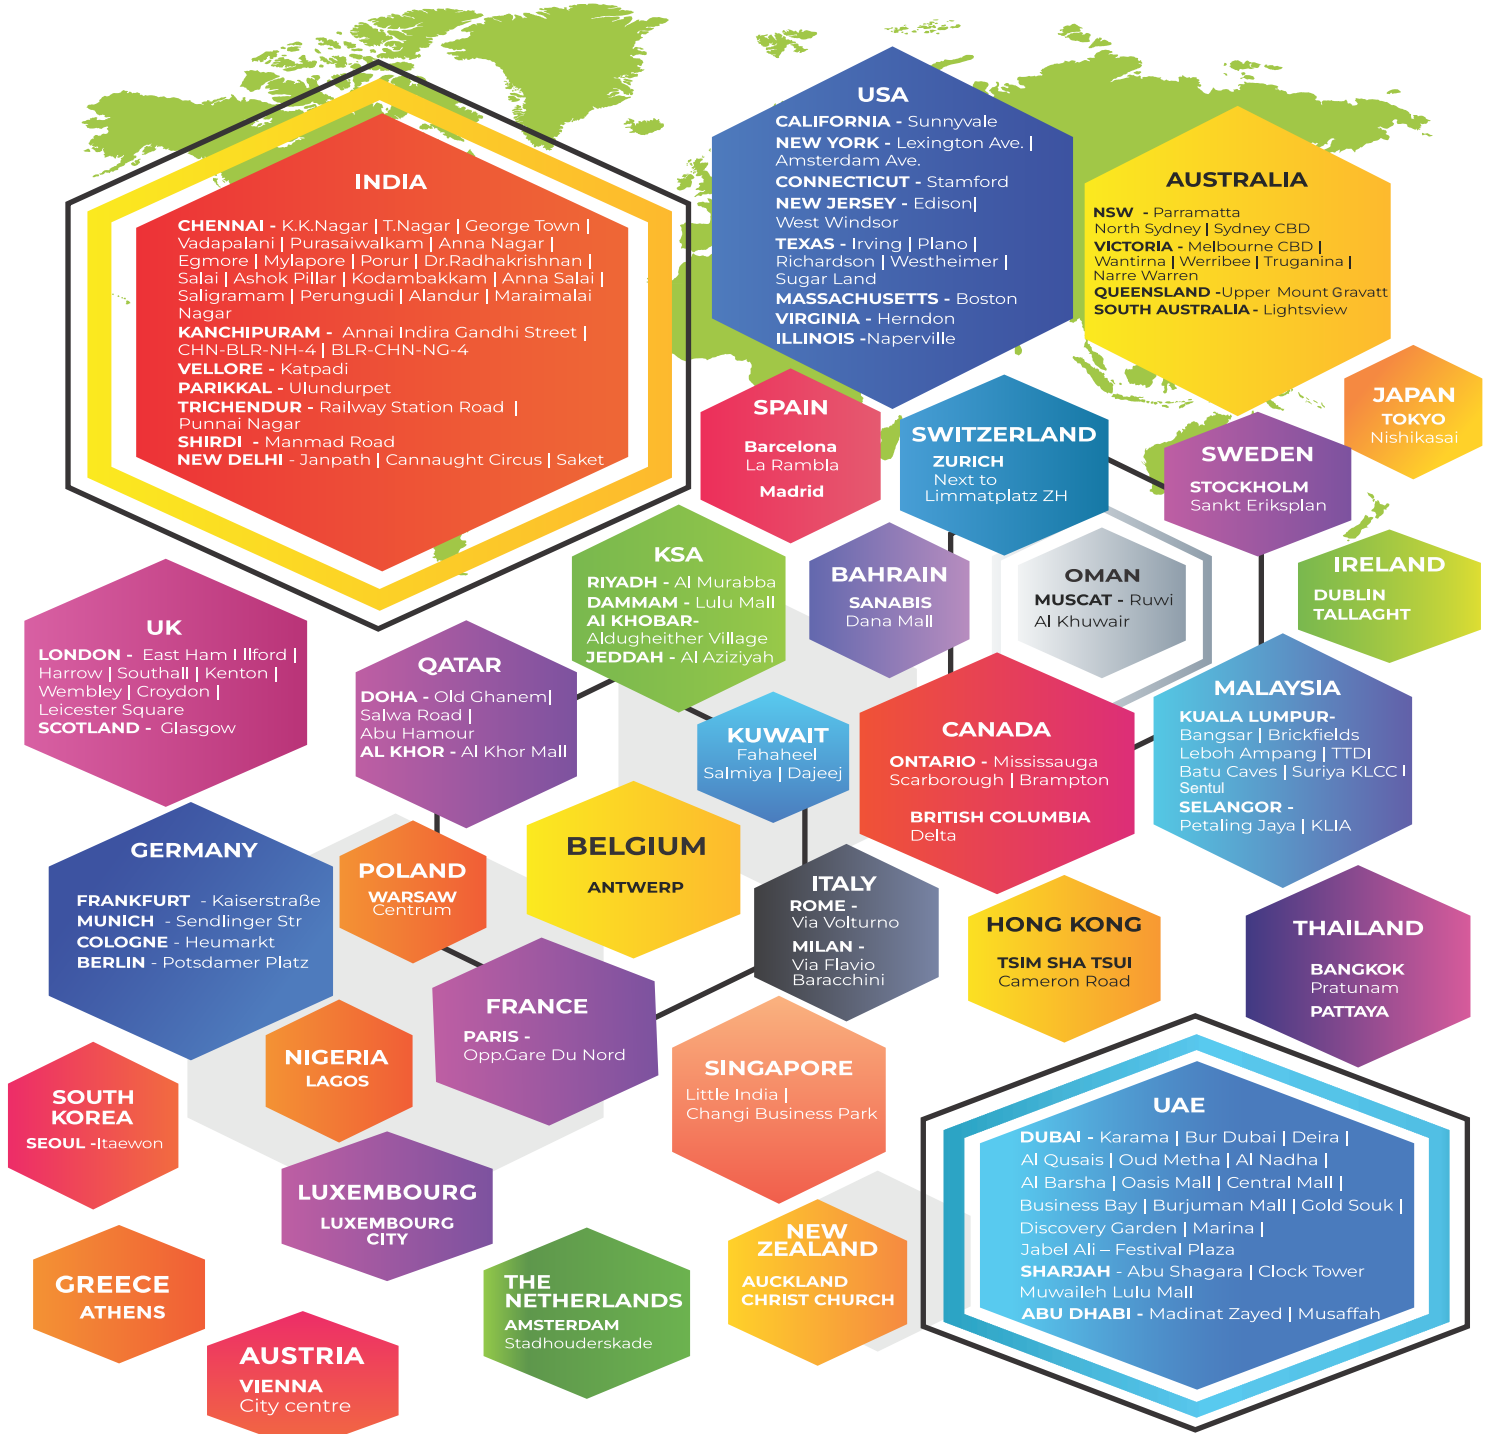 INDIA
CHENNAI - K.K.Nagar | T.Nagar | George Town |
Vadapalani | Purasaiwalkam | Anna Nagar |
Egmore | Mylapore | Porur | Dr.Radhakrishnan |
Salai | Ashok Pillar | Kodambakkam | Anna Salai |
Saligramam | Perungudi | Alandur | Maraimalai
Nagar
KANCHIPURAM - Annai Indira Gandhi Street |
CHN-BLR-NH-4 | BLR-CHN-NG-4
VELLORE - Katpadi
PARIKKAL - Ulundurpet
TRICHENDUR - Railway Station Road |
Punnai Nagar
SHIRDI - Manmad Road
NEW DELHI - Janpath | Cannaught Circus | Saket
USA
CALIFORNIA - Sunnyvale
NEW YORK - Lexington Ave. |
Amsterdam Ave.
CONNECTICUT - Stamford
NEW JERSEY - Edison|
West Windsor
TEXAS - Irving | Plano |
Richardson | Westheimer |
Sugar Land
MASSACHUSETTS - Boston
VIRGINIA - Herndon
ILLINOIS -Naperville
AUSTRALIA
NSW - Parramatta
North Sydney | Sydney CBD
VICTORIA - Melbourne CBD |
Wantirna | Werribee | Truganina |
Narre Warren
QUEENSLAND -Upper Mount Gravatt
SOUTH AUSTRALIA - Lightsview
JAPAN
TOKYO
Nishikasai
SPAIN
Barcelona
La Rambla
Madrid
SWITZERLAND
ZURICH
Next to
Limmatplatz ZH
SWEDEN
STOCKHOLM
Sankt Eriksplan
KSA
RIYADH - Al Murabba
DAMMAM - Lulu Mall
Al KHOBAR-
Aldugheither Village
JEDDAH - Al Aziziyah
BAHRAIN
SANABIS
Dana Mall
OMAN
MUSCAT - Ruwi
Al Khuwair
IRELAND
DUBLIN
TALLAGHT
UK
LONDON - East Ham I Ilford |
Harrow | Southall | Kenton |
Wembley | Croydon |
Leicester Square
SCOTLAND - Glasgow
QATAR
DOHA - Old Ghanem|
Salwa Road |
Abu Hamour
AL KHOR - Al Khor Mall
KUWAIT
Fahaheel
Salmiya | Dajeej
CANADA
ONTARIO - Mississauga
Scarborough | Brampton
BRITISH COLUMBIA
Delta
MALAYSIA
KUALA LUMPUR-
Bangsar | Brickfields
Leboh Ampang | TTDI
Batu Caves | Suriya KLCC I
Sentul
SELANGOR -
Petaling Jaya | KLIA
GERMANY
FRANKFURT - Kaiserstraße
MUNICH - Sendlinger Str
COLOGNE - Heumarkt
BERLIN - Potsdamer Platz
POLAND
WARSAW
Centrum
BELGIUM
ANTWERP
ITALY
ROME -
Via Volturno
MILAN -
Via Flavio
Baracchini
HONG KONG
TSIM SHA TSUI
Cameron Road
THAILAND
BANGKOK
Pratunam
PATTAYA
FRANCE
PARIS -
Opp.Gare Du Nord
NIGERIA
LAGOS
SINGAPORE
Little India |
Changi Business Park
SOUTH
KOREA
SEOUL -Itaewon
UAE
DUBAI - Karama | Bur Dubai | Deira |
Al Qusais | Oud Metha | Al Nadha |
Al Barsha | Oasis Mall | Central Mall |
Business Bay | Burjuman Mall | Gold Souk |
Discovery Garden | Marina |
Jabel Ali – Festival Plaza
SHARJAH - Abu Shagara | Clock Tower
Muwaileh Lulu Mall
ABU DHABI - Madinat Zayed | Musaffah
LUXEMBOURG
LUXEMBOURG
CITY
NEW
ZEALAND
AUCKLAND
CHRIST CHURCH
GREECE
ATHENS
THE
NETHERLANDS
AMSTERDAM
Stadhouderskade
AUSTRIA
VIENNA
City centre